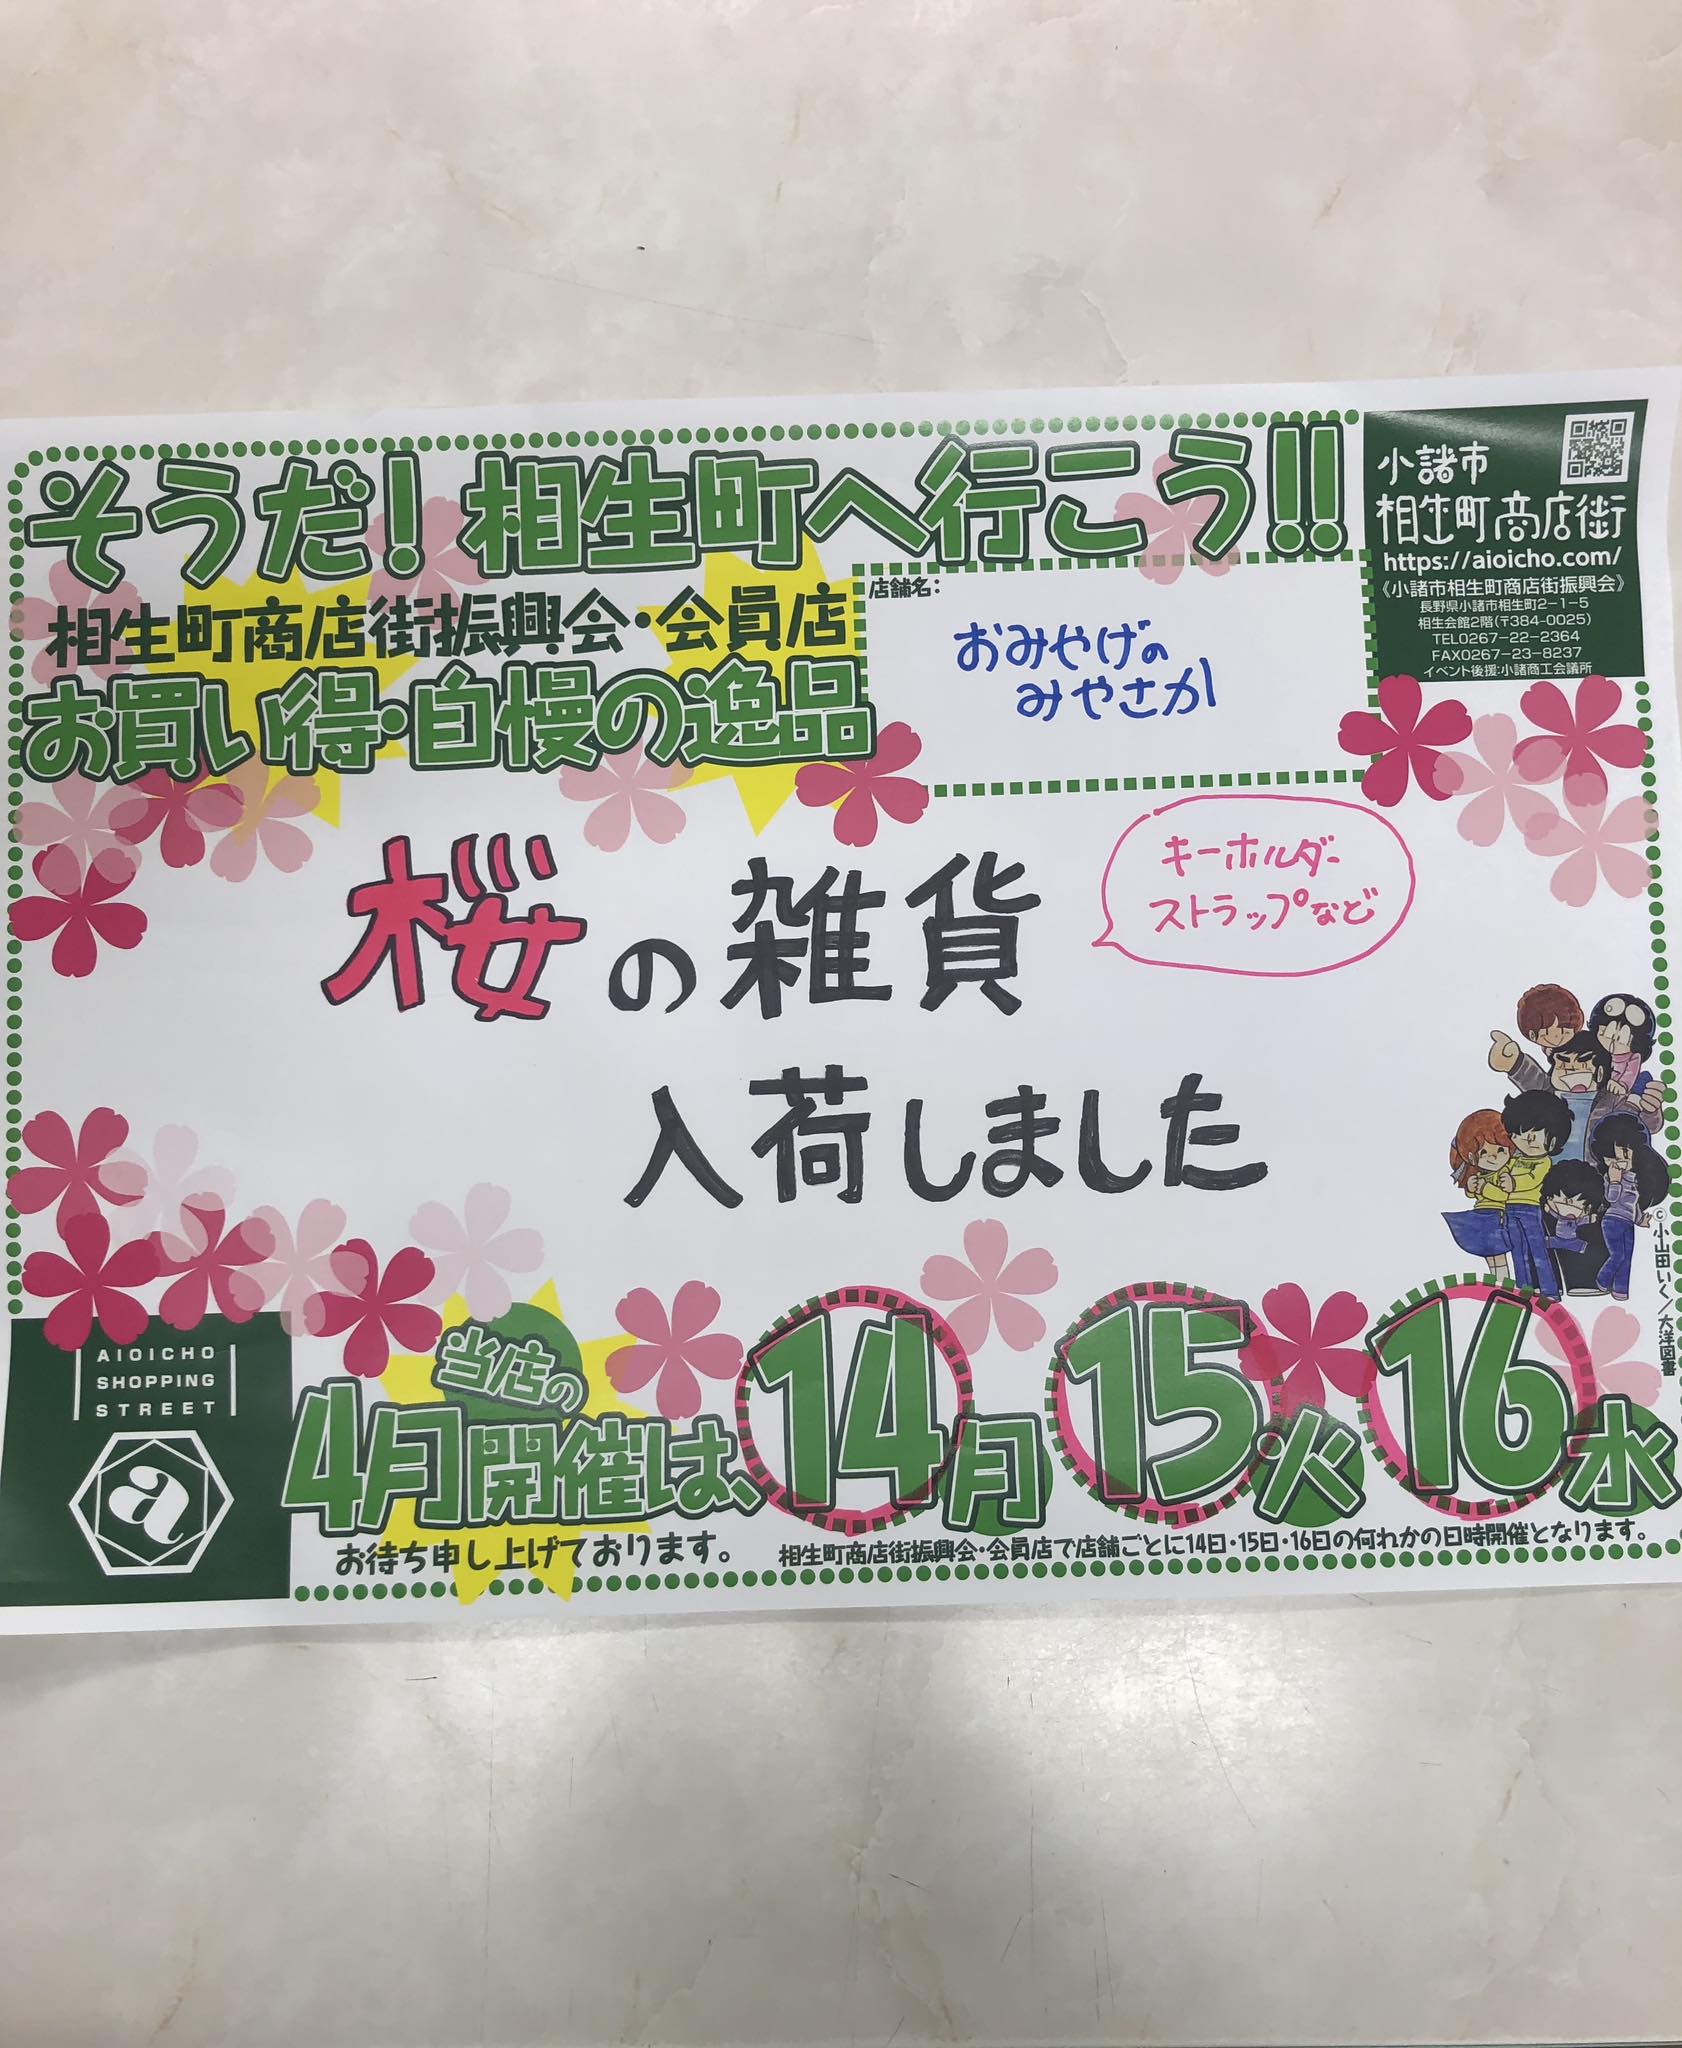 そうだ!相生町へ行こう!!
小諸市
相生町商店街
https://aioicho.com/
《小諸市相生町商店街振興会》
長野県小諸市相生町2-1-5
相生会館2階(〒384-0025)
TEL0267-22-2364
FAX0267-23-8237
イベント後援:小諸商工会議所
相生町商店街振興会・会員店
お買い得・自慢の逸品
店舗名:
おみやげの
みやさか
桜の雑貨
入荷しました
キーホルダー
ストラップなど
©小山田いく/大洋図書
AIOICHO
SHOPPING
STREET
a
当店の
4月開催は、14月 15火 16水
お待ち申し上げております。
相生町商店街振興会・会員店で店舗ごとに14日・15日・16日の何れかの日時開催となります。